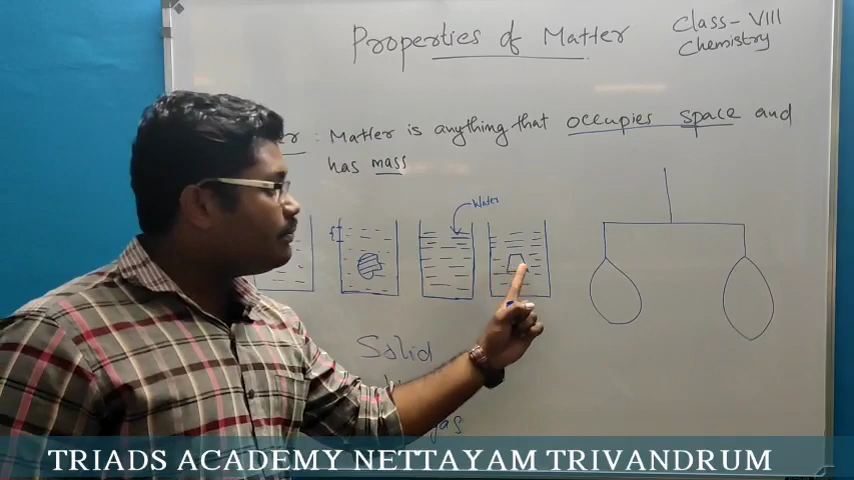 Properties of Matter
Class-VIII
Chemistry
: Matter is anything that occupies space and
has mass
Water
Solid
gas
TRIADS ACADEMY NETTAYAM TRIVANDRUM